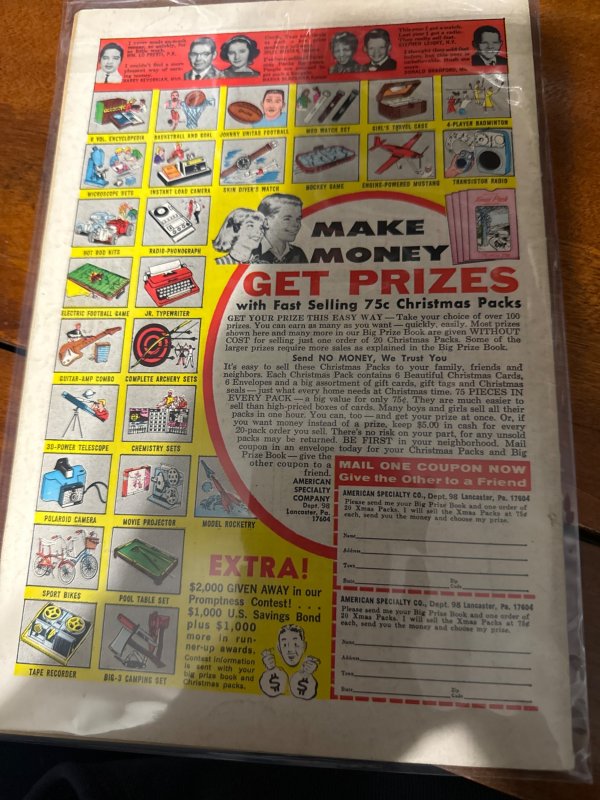 MAKE
MONEY
GET PRIZES
with Fast Selling 75c Christmas Packs
GET YOUR PRIZE THIS EASY WAY — Take your choice of over 100
prizes. You can earn as many as you want — quickly, easily. Most prizes
shown here and many more in our Big Prize Book are given WITHOUT
COST for selling just one order of 20 Christmas Packs. Some of the
larger prizes require more sales as explained in the Big Prize Book.
Send NO MONEY, We Trust You
It's easy to sell these Christmas Packs to your family, friends and
neighbors. Each Christmas Pack contains 6 Beautiful Christmas Cards,
6 Envelopes and a big assortment of gift cards, gift tags and Christmas
seals — just what every home needs at Christmas time. 75 PIECES IN
EVERY PACK — a big value for only 75¢. They are much easier to
sell than high-priced boxes of cards. Many boys and girls sell all their
packs in one hour. You can, too — and get your prize at once. Or, if
you want money instead of a prize, keep $5.00 in cash for every
20-pack order you sell. There's no risk on your part, for any unsold
packs may be returned. BE FIRST in your neighborhood. Mail
coupon in an envelope today for your Christmas Packs and Big
Prize Book — give the
other coupon to a
friend.
AMERICAN
SPECIALTY
COMPANY
Dept. 98
Lancaster, Pa.
17604
8 VOL. ENCYCLOPEDIA
BASKETBALL AND GOAL
JOHNNY UNITAS FOOTBALL
MOD WATCH SET
GIRL'S TRAVEL CASE
4-PLAYER BADMINTON
MICROSCOPE SETS
INSTANT LOAD CAMERA
SKIN DIVER'S WATCH
HOCKEY GAME
ENGINE-POWERED MUSTANG
TRANSISTOR RADIO
HOT ROD KITS
RADIO-PHONOGRAPH
ELECTRIC FOOTBALL GAME
JR. TYPEWRITER
GUITAR-AMP COMBO
COMPLETE ARCHERY SETS
30-POWER TELESCOPE
CHEMISTRY SETS
POLAROID CAMERA
MOVIE PROJECTOR
MODEL ROCKETRY
SPORT BIKES
POOL TABLE SET
TAPE RECORDER
BIG-3 CAMPING SET
EXTRA!
$2,000 GIVEN AWAY in our
Promptness Contest! . . .
$1,000 U.S. Savings Bond
plus $1,000
more in run-
ner-up awards.
Contest information
is sent with your
big prize book and
Christmas packs.
$ $
MAIL ONE COUPON NOW
Give the Other to a Friend
AMERICAN SPECIALTY CO., Dept. 98 Lancaster, Pa. 17604
Please send me your Big Prize Book and one order of
20 Xmas Packs. I will sell the Xmas Packs at 75¢
each, send you the money and choose my prize.
Name
Address
Town
State Zip Code
AMERICAN SPECIALTY CO., Dept. 98 Lancaster, Pa. 17604
Please send me your Big Prize Book and one order of
20 Xmas Packs. I will sell the Xmas Packs at 75¢
each, send you the money and choose my prize.
Name
Address
Town
State Zip Code